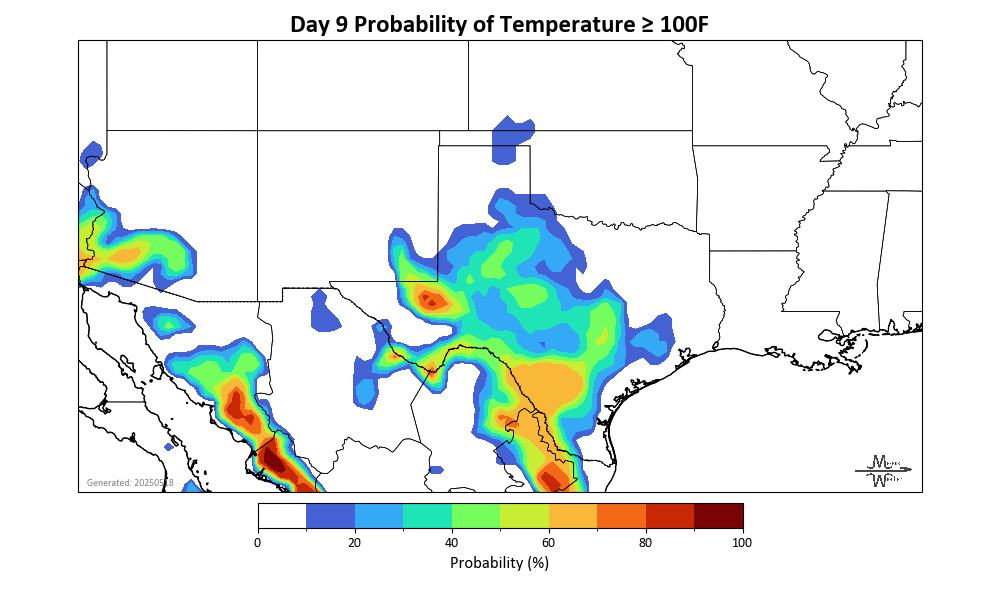 Day 9 Probability of Temperature ≥ 100F
Generated: 20250518
0 20 40 60 80 100
Probability (%)